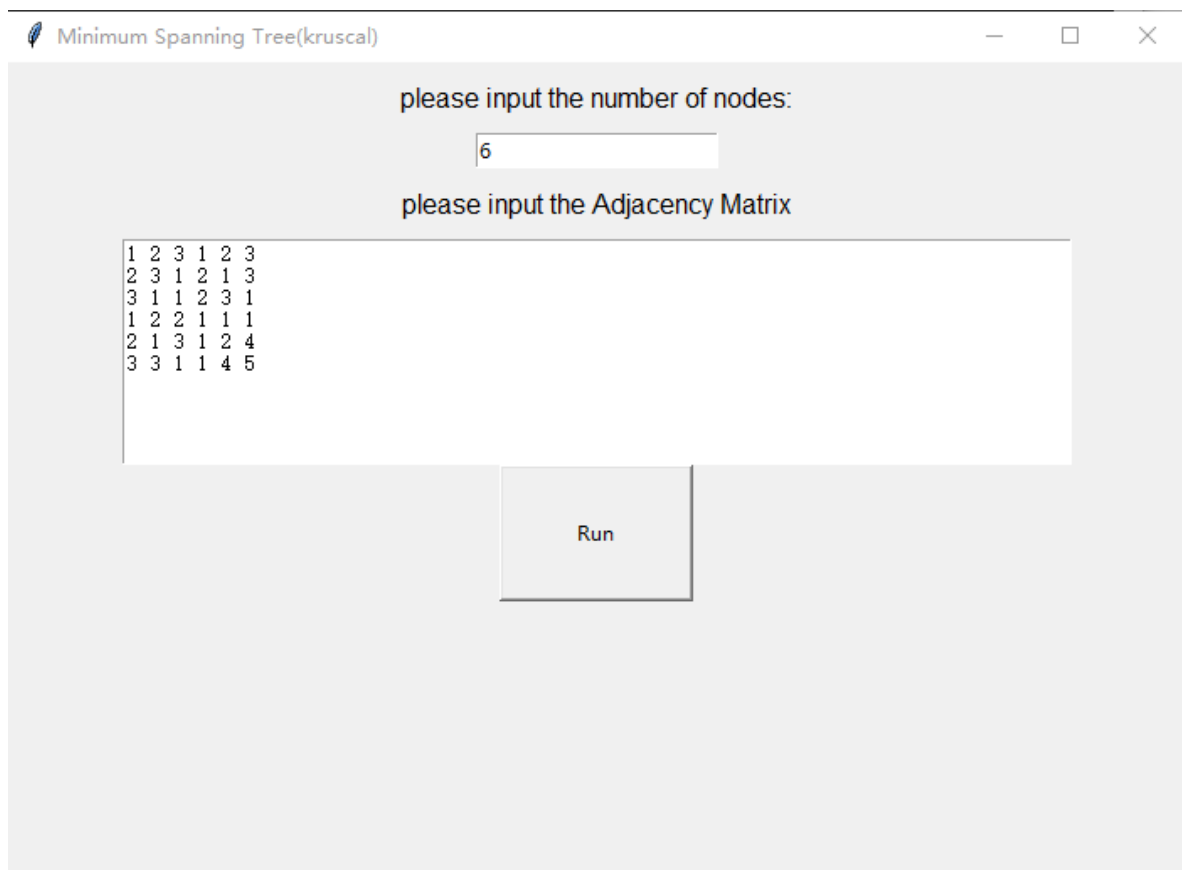 Minimum Spanning Tree(kruscal)
please input the number of nodes:
6
please input the Adjacency Matrix
1 2 3 1 2 3
2 3 1 2 1 3
3 1 1 2 3 1
1 2 2 1 1 1
2 1 3 1 2 4
3 3 1 1 4 5
Run